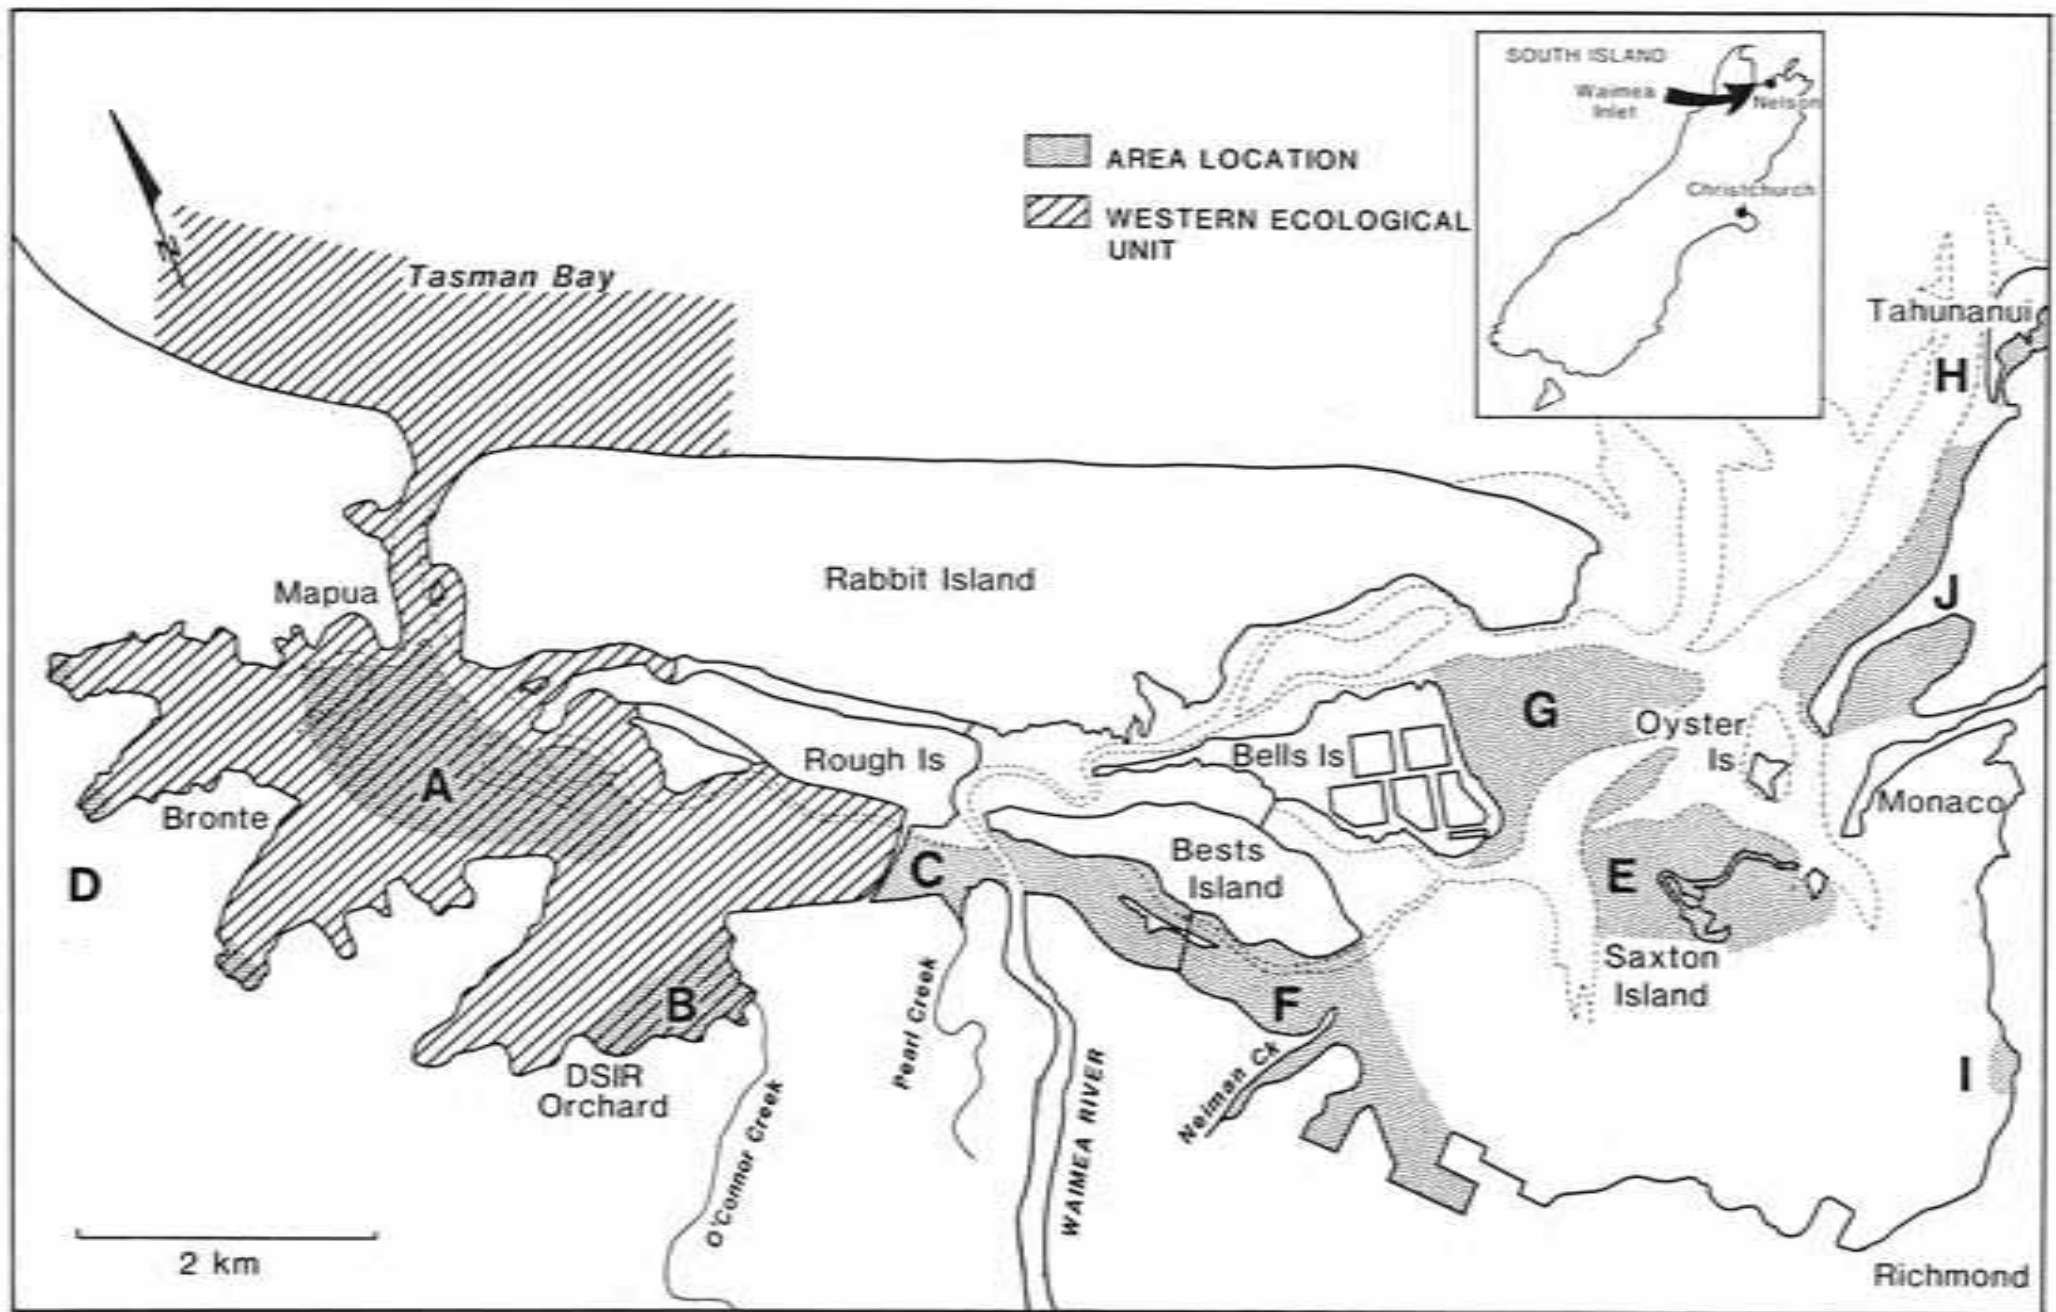 SOUTH ISLAND
Waimea
Inlet
Nelson
Christchurch
AREA LOCATION
WESTERN ECOLOGICAL
UNIT
N
Tasman Bay
Tahunanui
H
Rabbit Island
Mapua
J
G
Oyster
Is
Rough Is
Bells Is
A
Bronte
Monaco
D
C
Bests
Island
E
Saxton
Island
B
F
Pearl Creek
Neiman Ck
I
DSIR
Orchard
O'Connor Creek
WAIMEA RIVER
2 km
Richmond